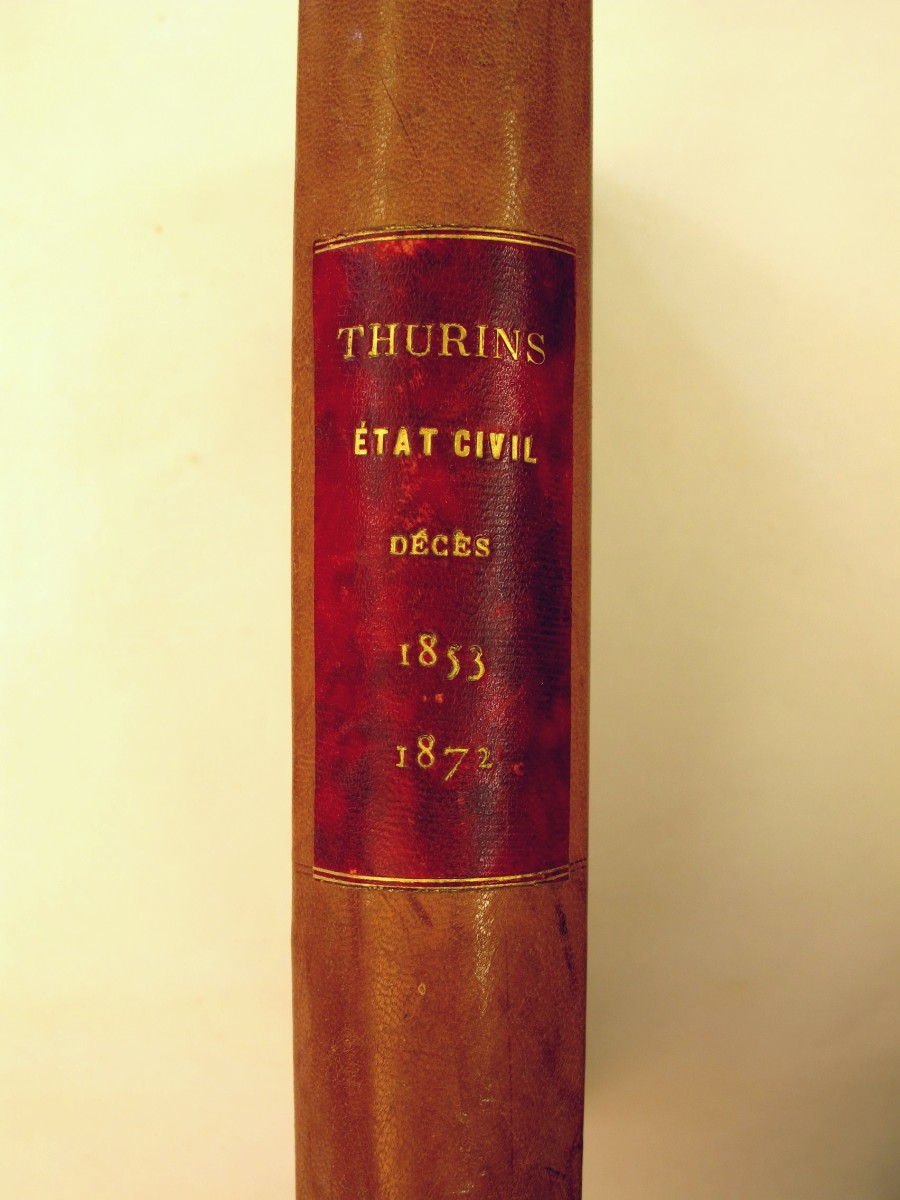 THURINS
ÉTAT CIVIL
DÉCÈS
1853
1872